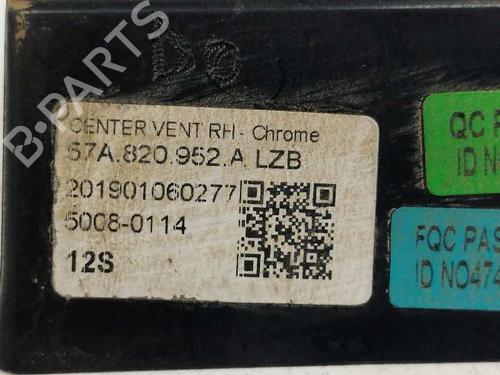 CENTER VENT RH - Chrome
57A.820.952.A LZB
201901060277
5008-0114
12S
QC
ID N
FQC PAS
ID NO474
B-PARTS